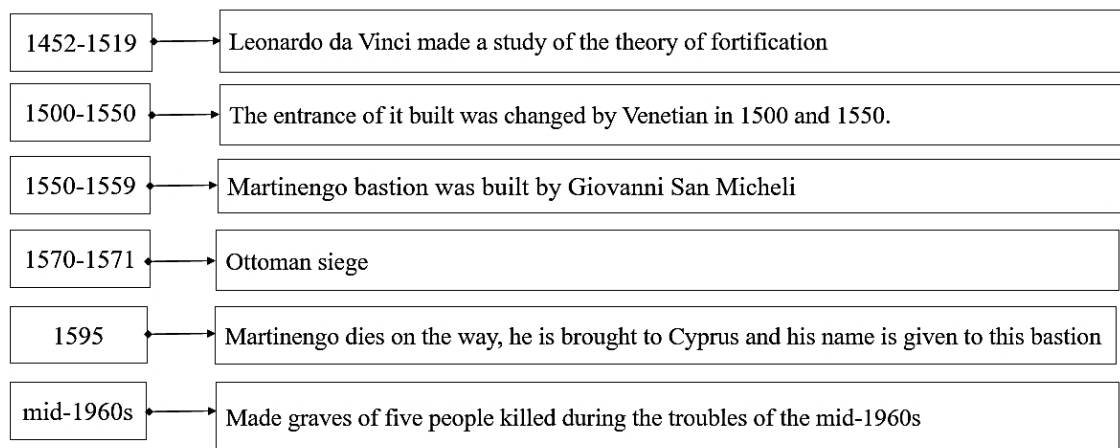 1452-1519 Leonardo da Vinci made a study of the theory of fortification
1500-1550 The entrance of it built was changed by Venetian in 1500 and 1550.
1550-1559 Martinengo bastion was built by Giovanni San Micheli
1570-1571 Ottoman siege
1595 Martinengo dies on the way, he is brought to Cyprus and his name is given to this bastion
mid-1960s Made graves of five people killed during the troubles of the mid-1960s